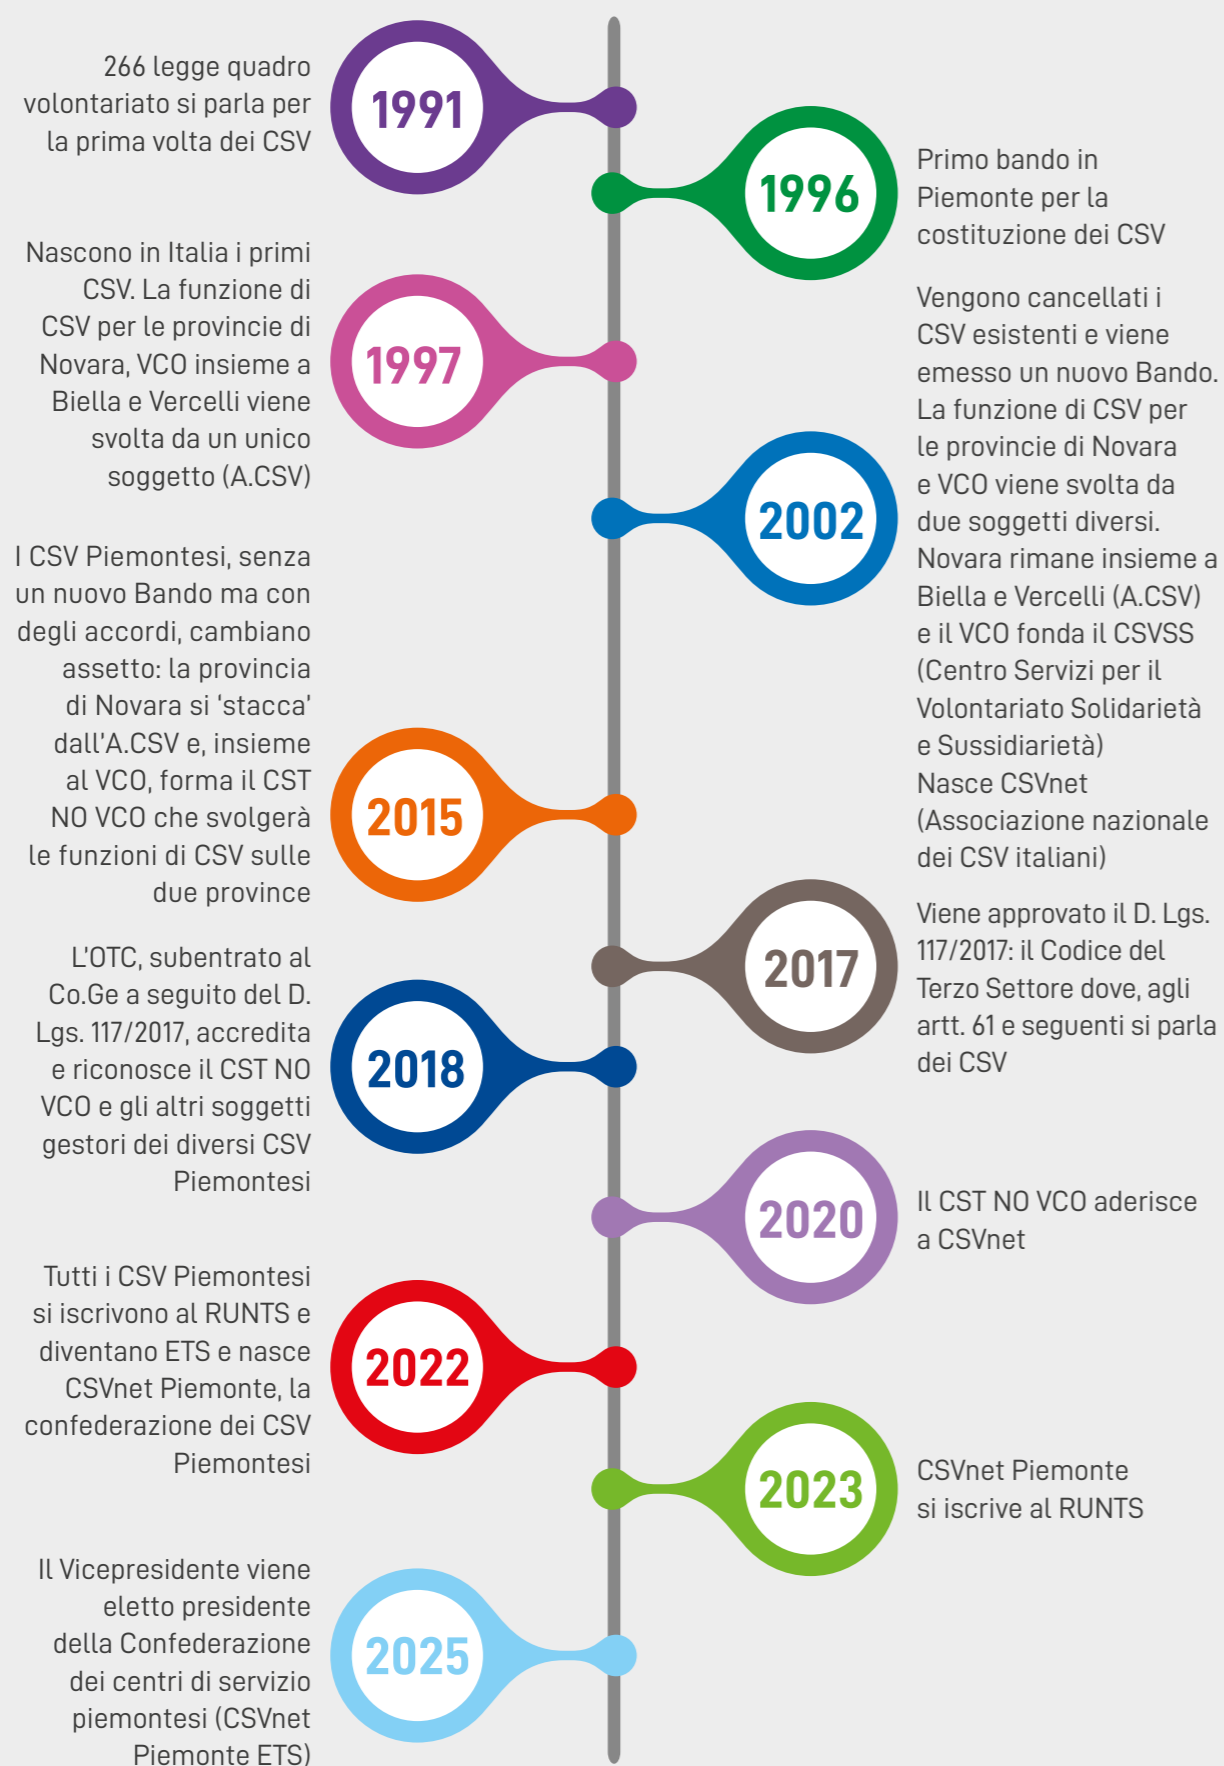 266 legge quadro
volontariato si parla per
la prima volta dei CSV
1991
1996
Primo bando in
Piemonte per la
costituzione dei CSV
Nascono in Italia i primi
CSV. La funzione di
CSV per le provincie di
Novara, VCO insieme a
Biella e Vercelli viene
svolta da un unico
soggetto (A.CSV)
1997
2002
Vengono cancellati i
CSV esistenti e viene
emesso un nuovo Bando.
La funzione di CSV per
le provincie di Novara
e VCO viene svolta da
due soggetti diversi.
Novara rimane insieme a
Biella e Vercelli (A.CSV)
e il VCO fonda il CSVSS
(Centro Servizi per il
Volontariato Solidarietà
e Sussidiarietà)
Nasce CSVnet
(Associazione nazionale
dei CSV italiani)
I CSV Piemontesi, senza
un nuovo Bando ma con
degli accordi, cambiano
assetto: la provincia
di Novara si ‘stacca’
dall'A.CSV e, insieme
al VCO, forma il CST
NO VCO che svolgerà
le funzioni di CSV sulle
due province
2015
2017
Viene approvato il D. Lgs.
117/2017: il Codice del
Terzo Settore dove, agli
artt. 61 e seguenti si parla
dei CSV
L'OTC, subentrato al
Co.Ge a seguito del D.
Lgs. 117/2017, accredita
e riconosce il CST NO
VCO e gli altri soggetti
gestori dei diversi CSV
Piemontesi
2018
2020
Il CST NO VCO aderisce
a CSVnet
Tutti i CSV Piemontesi
si iscrivono al RUNTS e
diventano ETS e nasce
CSVnet Piemonte, la
confederazione dei CSV
Piemontesi
2022
2023
CSVnet Piemonte
si iscrive al RUNTS
Il Vicepresidente viene
eletto presidente
della Confederazione
dei centri di servizio
piemontesi (CSVnet
Piemonte ETS)
2025